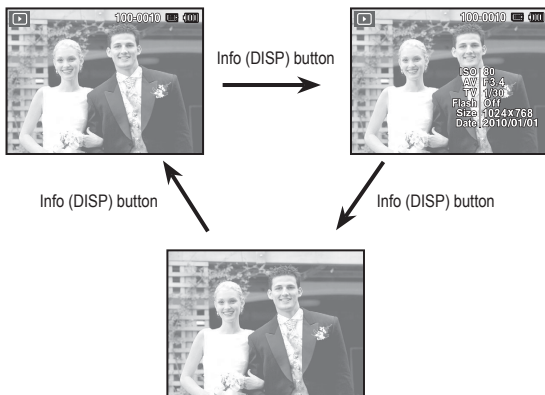 100-0010
100-0010
Info (DISP) button
ISO 80
AV F3.4
TV 1/30
Flash Off
Size 1024X768
Date 2010/01/01
Info (DISP) button
Info (DISP) button